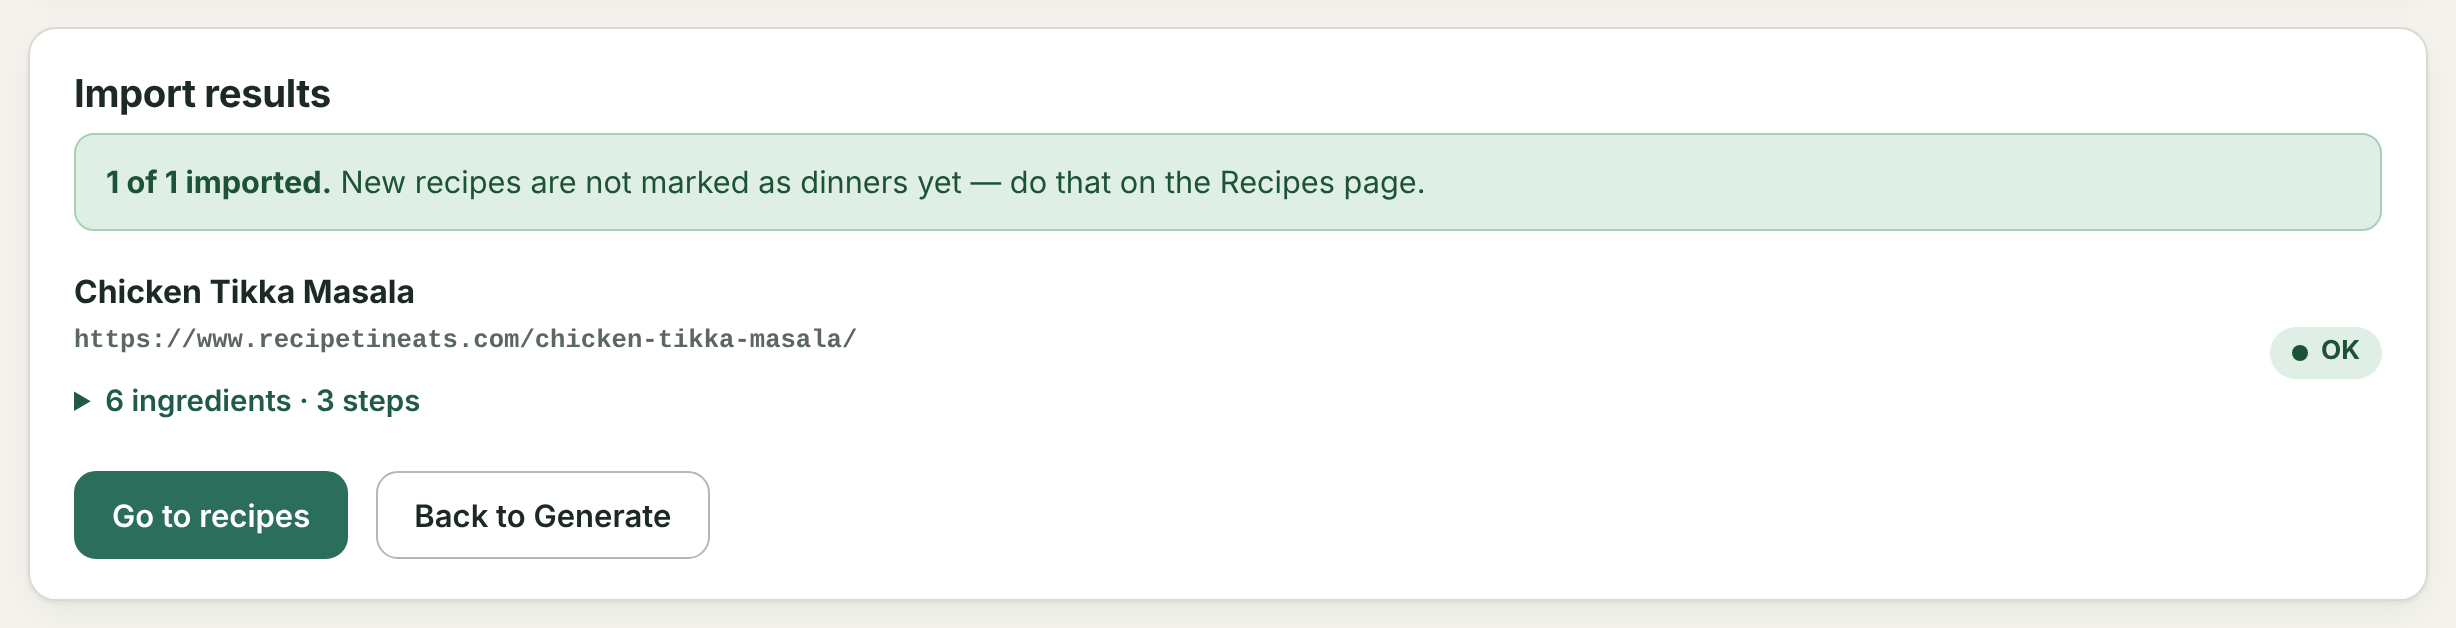 Import results
1 of 1 imported. New recipes are not marked as dinners yet — do that on the Recipes page.
Chicken Tikka Masala
https://www.recipetineats.com/chicken-tikka-masala/
OK
6 ingredients · 3 steps
Go to recipes
Back to Generate